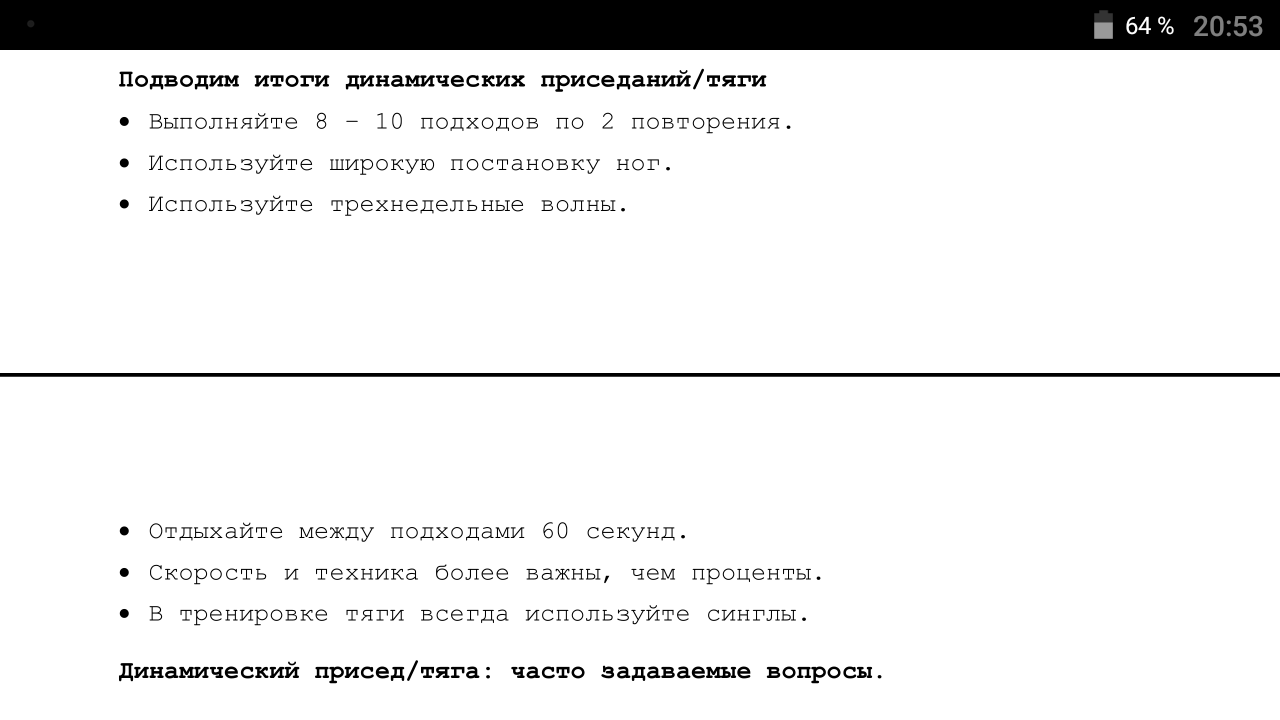 64 % 20:53
Подводим итоги динамических приседаний/тяги
• Выполняйте 8 – 10 подходов по 2 повторения.
• Используйте широкую постановку ног.
• Используйте трехнедельные волны.
• Отдыхайте между подходами 60 секунд.
• Скорость и техника более важны, чем проценты.
• В тренировке тяги всегда используйте синглы.
Динамический присед/тяга: часто задаваемые вопросы.